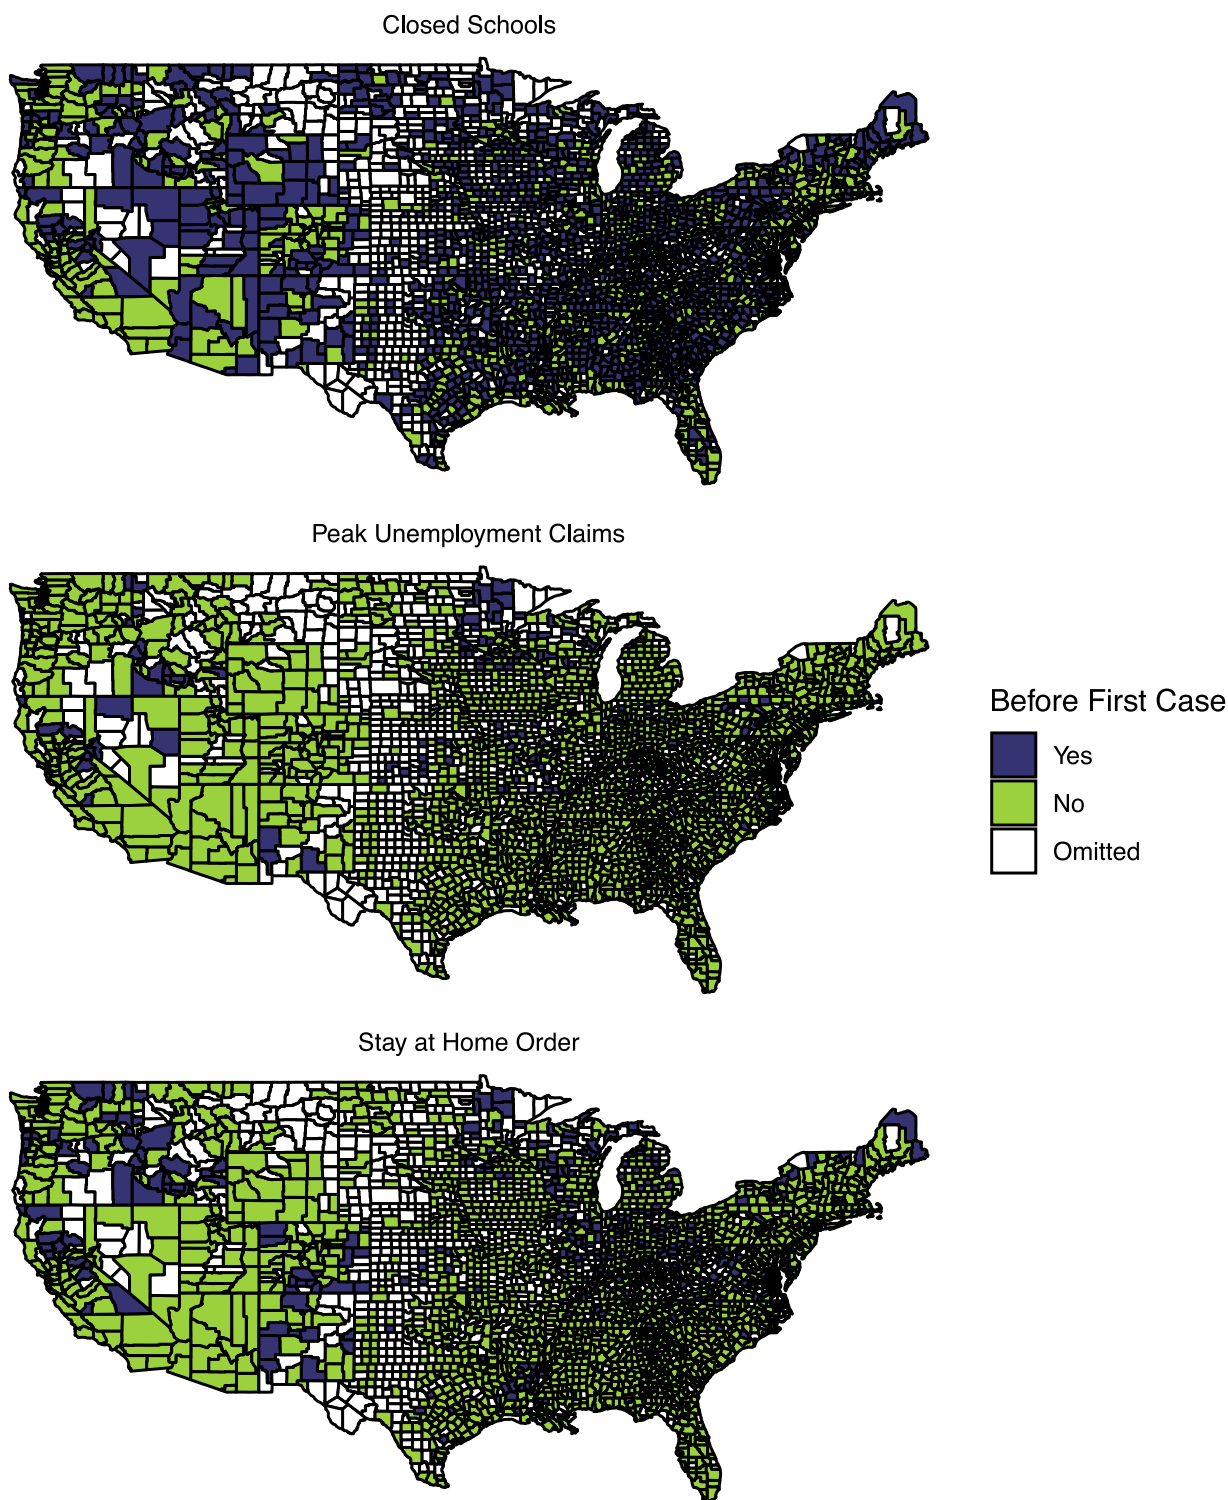 Closed Schools
Peak Unemployment Claims
Before First Case
Yes
No
Omitted
Stay at Home Order